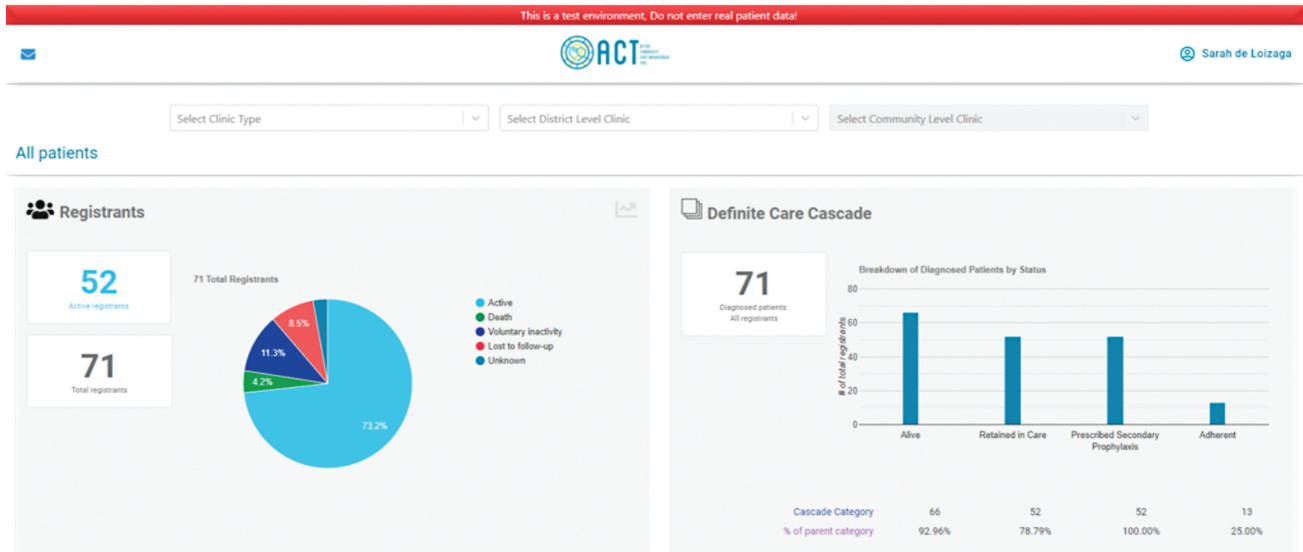 This is a test environment, Do not enter real patient data!
ACT
Sarah de Loizaga
Select Clinic Type
Select District Level Clinic
Select Community Level Clinic
All patients
Registrants
52
Active registrants
71
Total registrants
71 Total Registrants
8.5%
11.3%
4.2%
73.2%
Active
Death
Voluntary inactivity
Lost to follow-up
Unknown
Definite Care Cascade
71
Diagnosed patients:
All registrants
Breakdown of Diagnosed Patients by Status
# of total registrants
80
60
40
20
0
Alive
Retained in Care
Prescribed Secondary
Prophylaxis
Adherent
Cascade Category 66 52 52 13
% of parent category 92.96% 78.79% 100.00% 25.00%